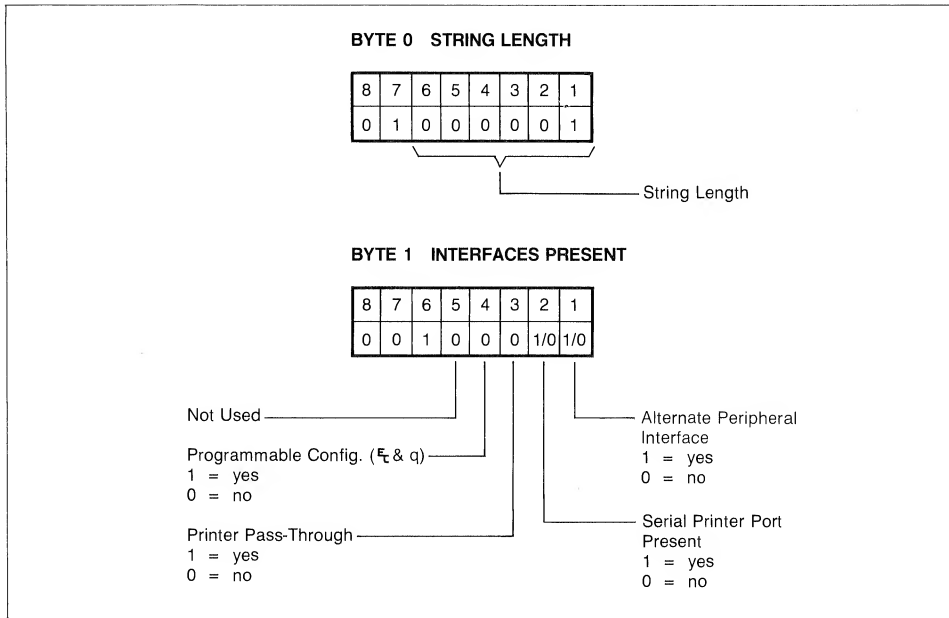 BYTE 0 STRING LENGTH
8 7 6 5 4 3 2 1
0 1 0 0 0 0 0 1
String Length
BYTE 1 INTERFACES PRESENT
8 7 6 5 4 3 2 1
0 0 1 0 0 0 1/0 1/0
Not Used
Programmable Config. (Ec & q)
1 = yes
0 = no
Printer Pass-Through
1 = yes
0 = no
Alternate Peripheral
Interface
1 = yes
0 = no
Serial Printer Port
Present
1 = yes
0 = no